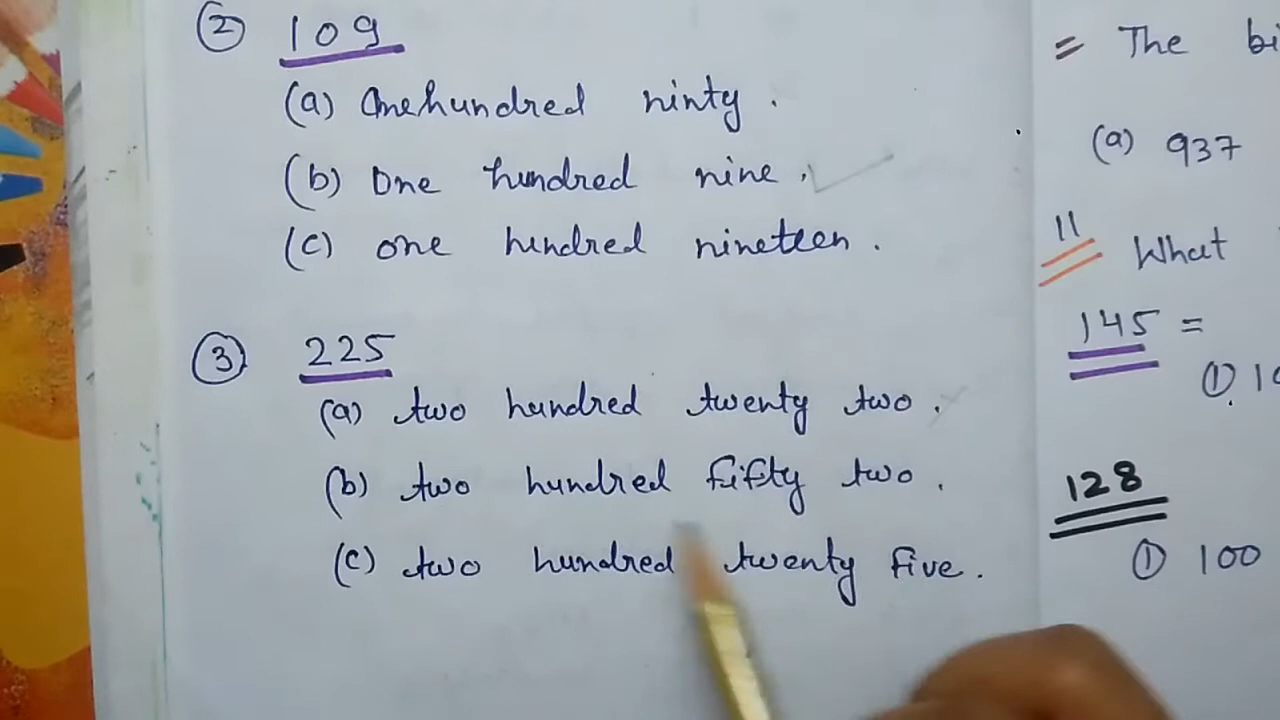 ② 109
(a) Onehundred ninty .
(b) One hundred nine .
(c) one hundred nineteen .
③ 225
(a) two hundred twenty two .
(b) two hundred fifty two .
(c) two hundred twenty five .
= The
(a) 937
11 What
145 =
①
128
① 100